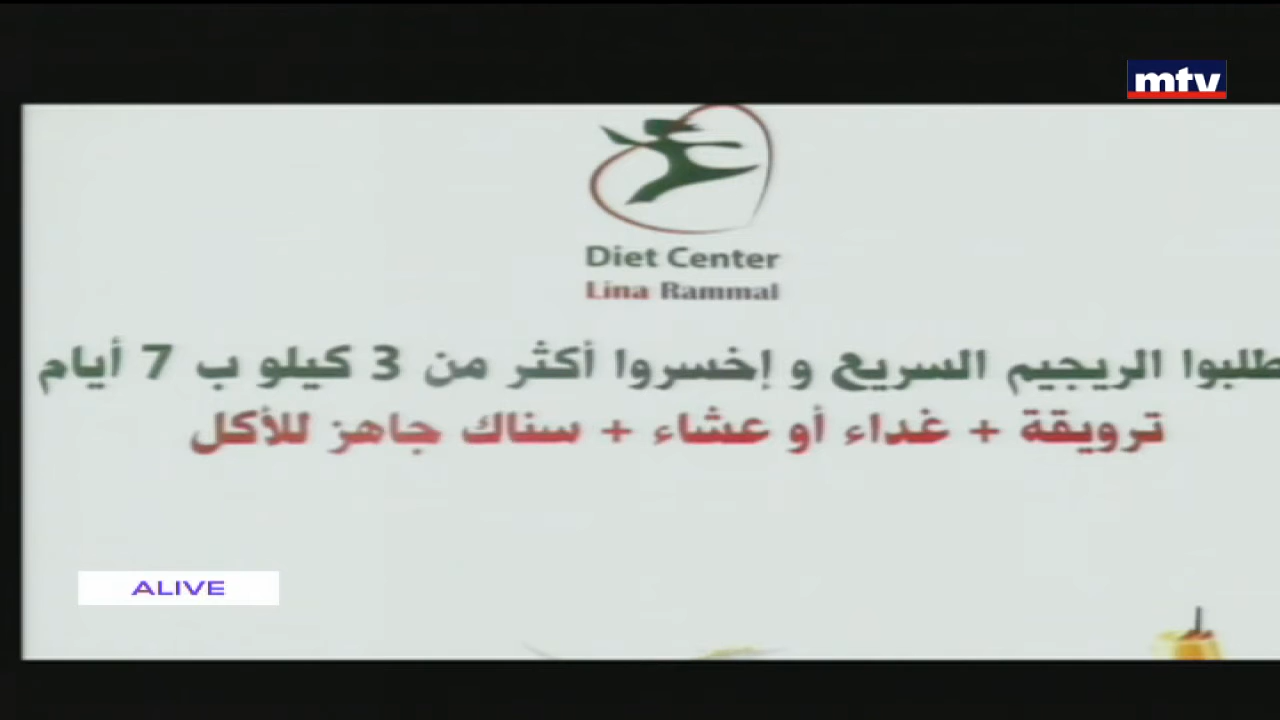 mtv
Diet Center
Lina Rammal
طلبوا الريجيم السريع و إخسروا أكثر من 3 كيلو ب 7 أيام
ترويقة + غداء أو عشاء + سناك جاهز للأكل
ALIVE